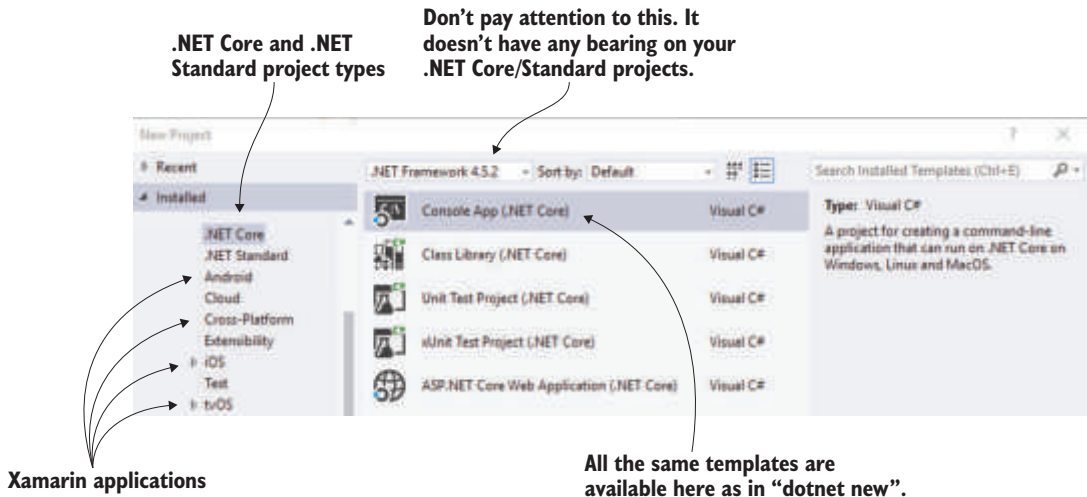 .NET Core and .NET
Standard project types
Don't pay attention to this. It
doesn't have any bearing on your
.NET Core/Standard projects.
New Project
?
Recent
.NET Framework 4.5.2
Sort by: Default
Search Installed Templates (Ctrl+E)
Installed
.NET Core
.NET Standard
Android
Cloud
Cross-Platform
Extensibility
iOS
Test
tvOS
Console App (.NET Core)
Visual C#
Class Library (.NET Core)
Visual C#
Unit Test Project (.NET Core)
Visual C#
xUnit Test Project (.NET Core)
Visual C#
ASP.NET Core Web Application (.NET Core)
Visual C#
Type: Visual C#
A project for creating a command-line
application that can run on .NET Core on
Windows, Linux and MacOS.
Xamarin applications
All the same templates are
available here as in “dotnet new”.